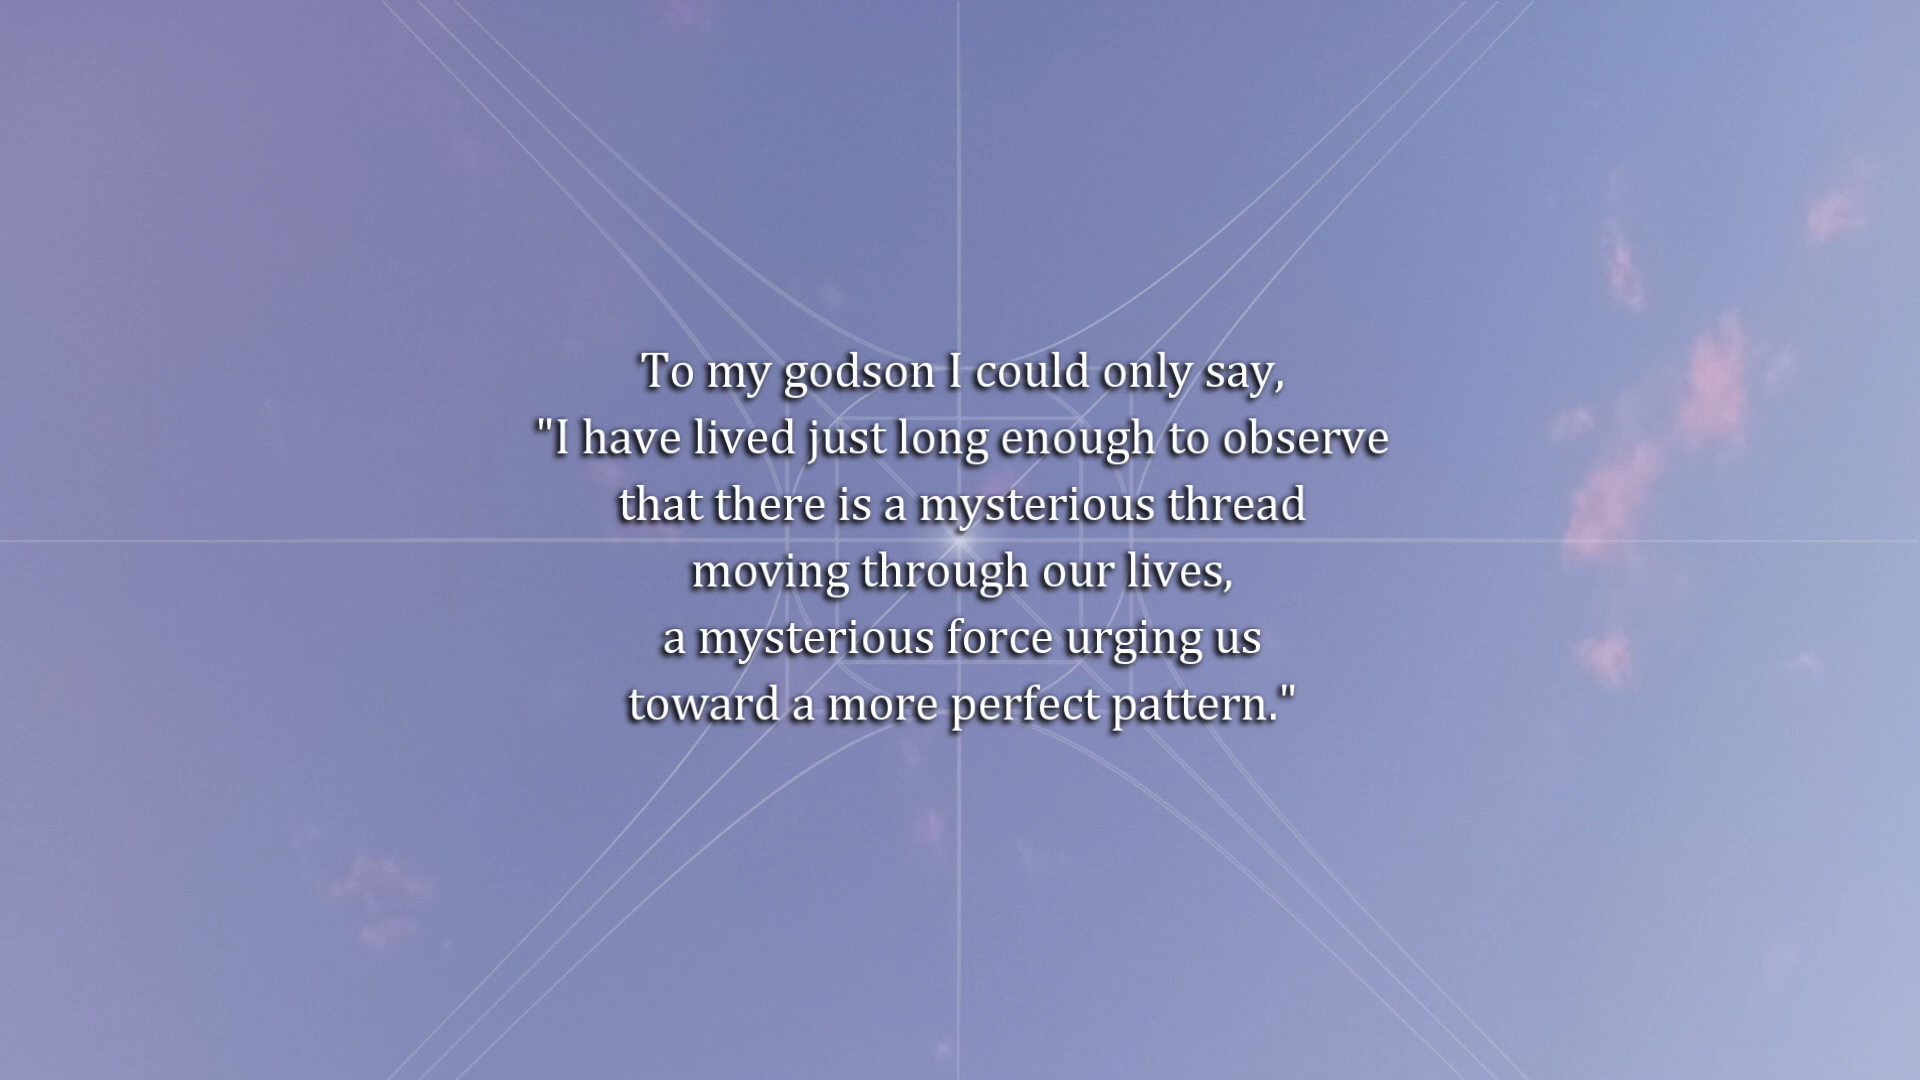 To my godson I could only say,
"I have lived just long enough to observe
that there is a mysterious thread
moving through our lives,
a mysterious force urging us
toward a more perfect pattern."